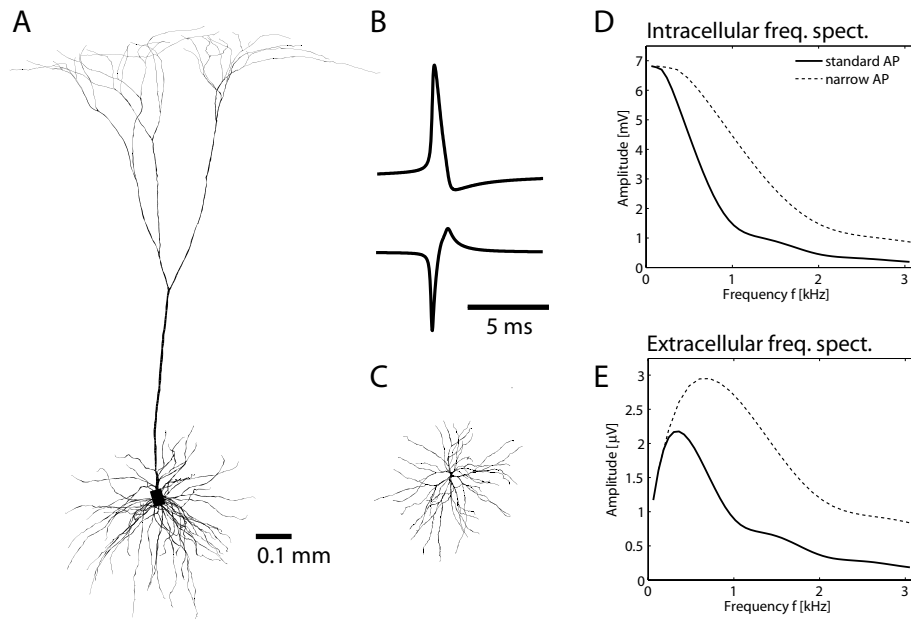 A
0.1 mm
B
5 ms
C
D
Intracellular freq. spect.
standard AP
narrow AP
7
6
5
4
3
2
1
0
Amplitude [mV]
0
1
2
3
Frequency f [kHz]
E
Extracellular freq. spect.
3
2.5
2
1.5
1
0.5
0
Amplitude [µV]
0
1
2
3
Frequency f [kHz]